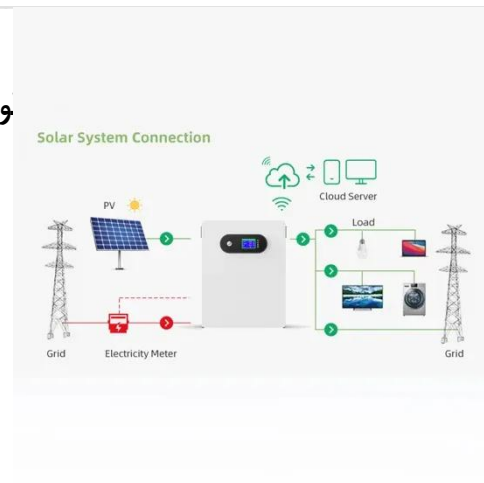 Solar System Connection
Cloud Server
PV
Load
Grid
Electricity Meter
Grid